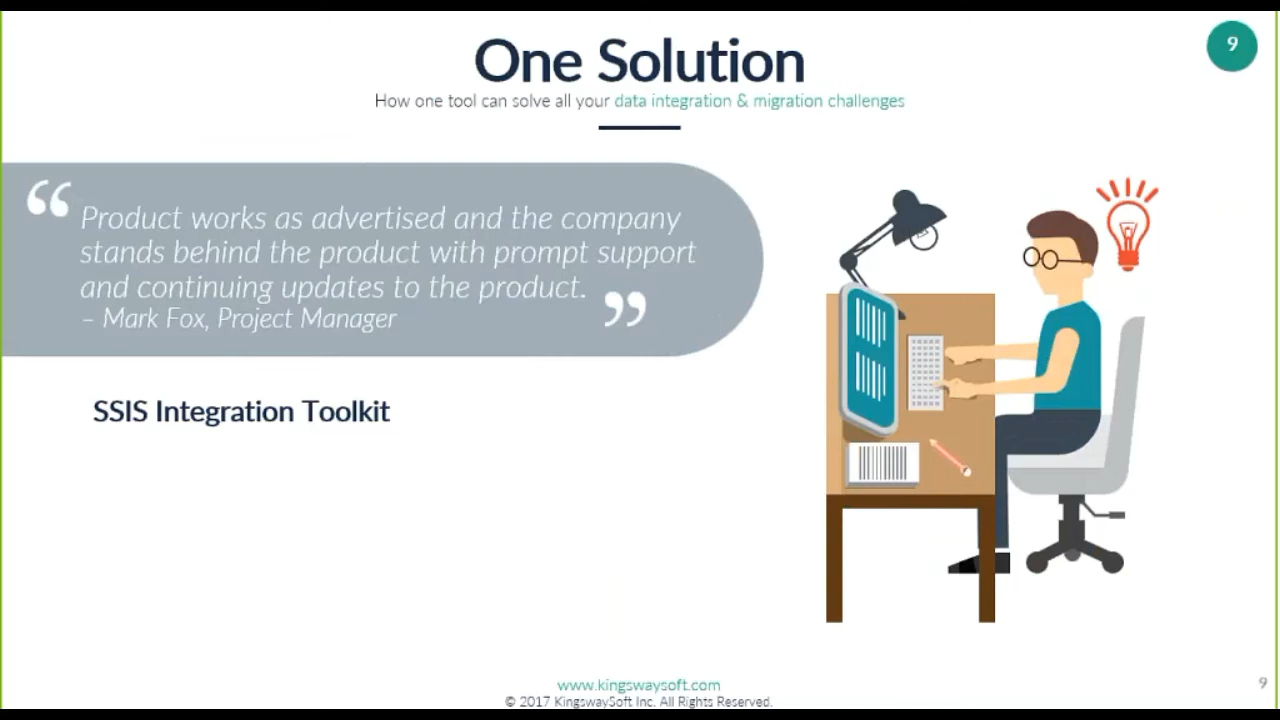 One Solution
9
How one tool can solve all your data integration & migration challenges
“ Product works as advertised and the company
stands behind the product with prompt support
and continuing updates to the product. ”
– Mark Fox, Project Manager
SSIS Integration Toolkit
www.kingswaysoft.com
© 2017 KingswaySoft Inc. All Rights Reserved.
9